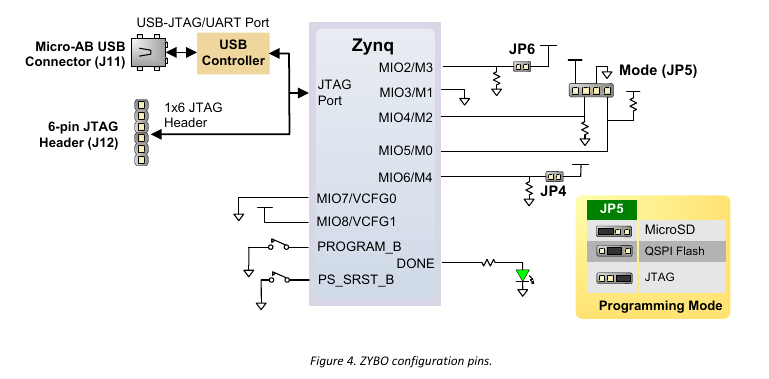 USB-JTAG/UART Port
Micro-AB USB
Connector (J11)
USB
Controller
1x6 JTAG
Header
6-pin JTAG
Header (J12)
Zynq
JTAG
Port
MIO2/M3
MIO3/M1
MIO4/M2
MIO5/M0
MIO6/M4
MIO7/VCFG0
MIO8/VCFG1
PROGRAM_B
DONE
PS_SRST_B
JP6
Mode (JP5)
JP4
JP5
MicroSD
QSPI Flash
JTAG
Programming Mode
Figure 4. ZYBO configuration pins.